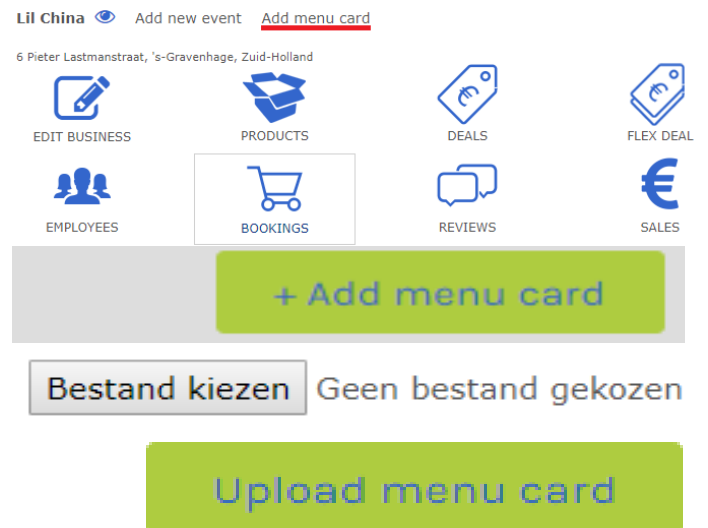 Lil China Add new event Add menu card
6 Pieter Lastmanstraat, 's-Gravenhage, Zuid-Holland
EDIT BUSINESS PRODUCTS DEALS FLEX DEAL
EMPLOYEES BOOKINGS REVIEWS SALES
+ Add menu card
Bestand kiezen Geen bestand gekozen
Upload menu card